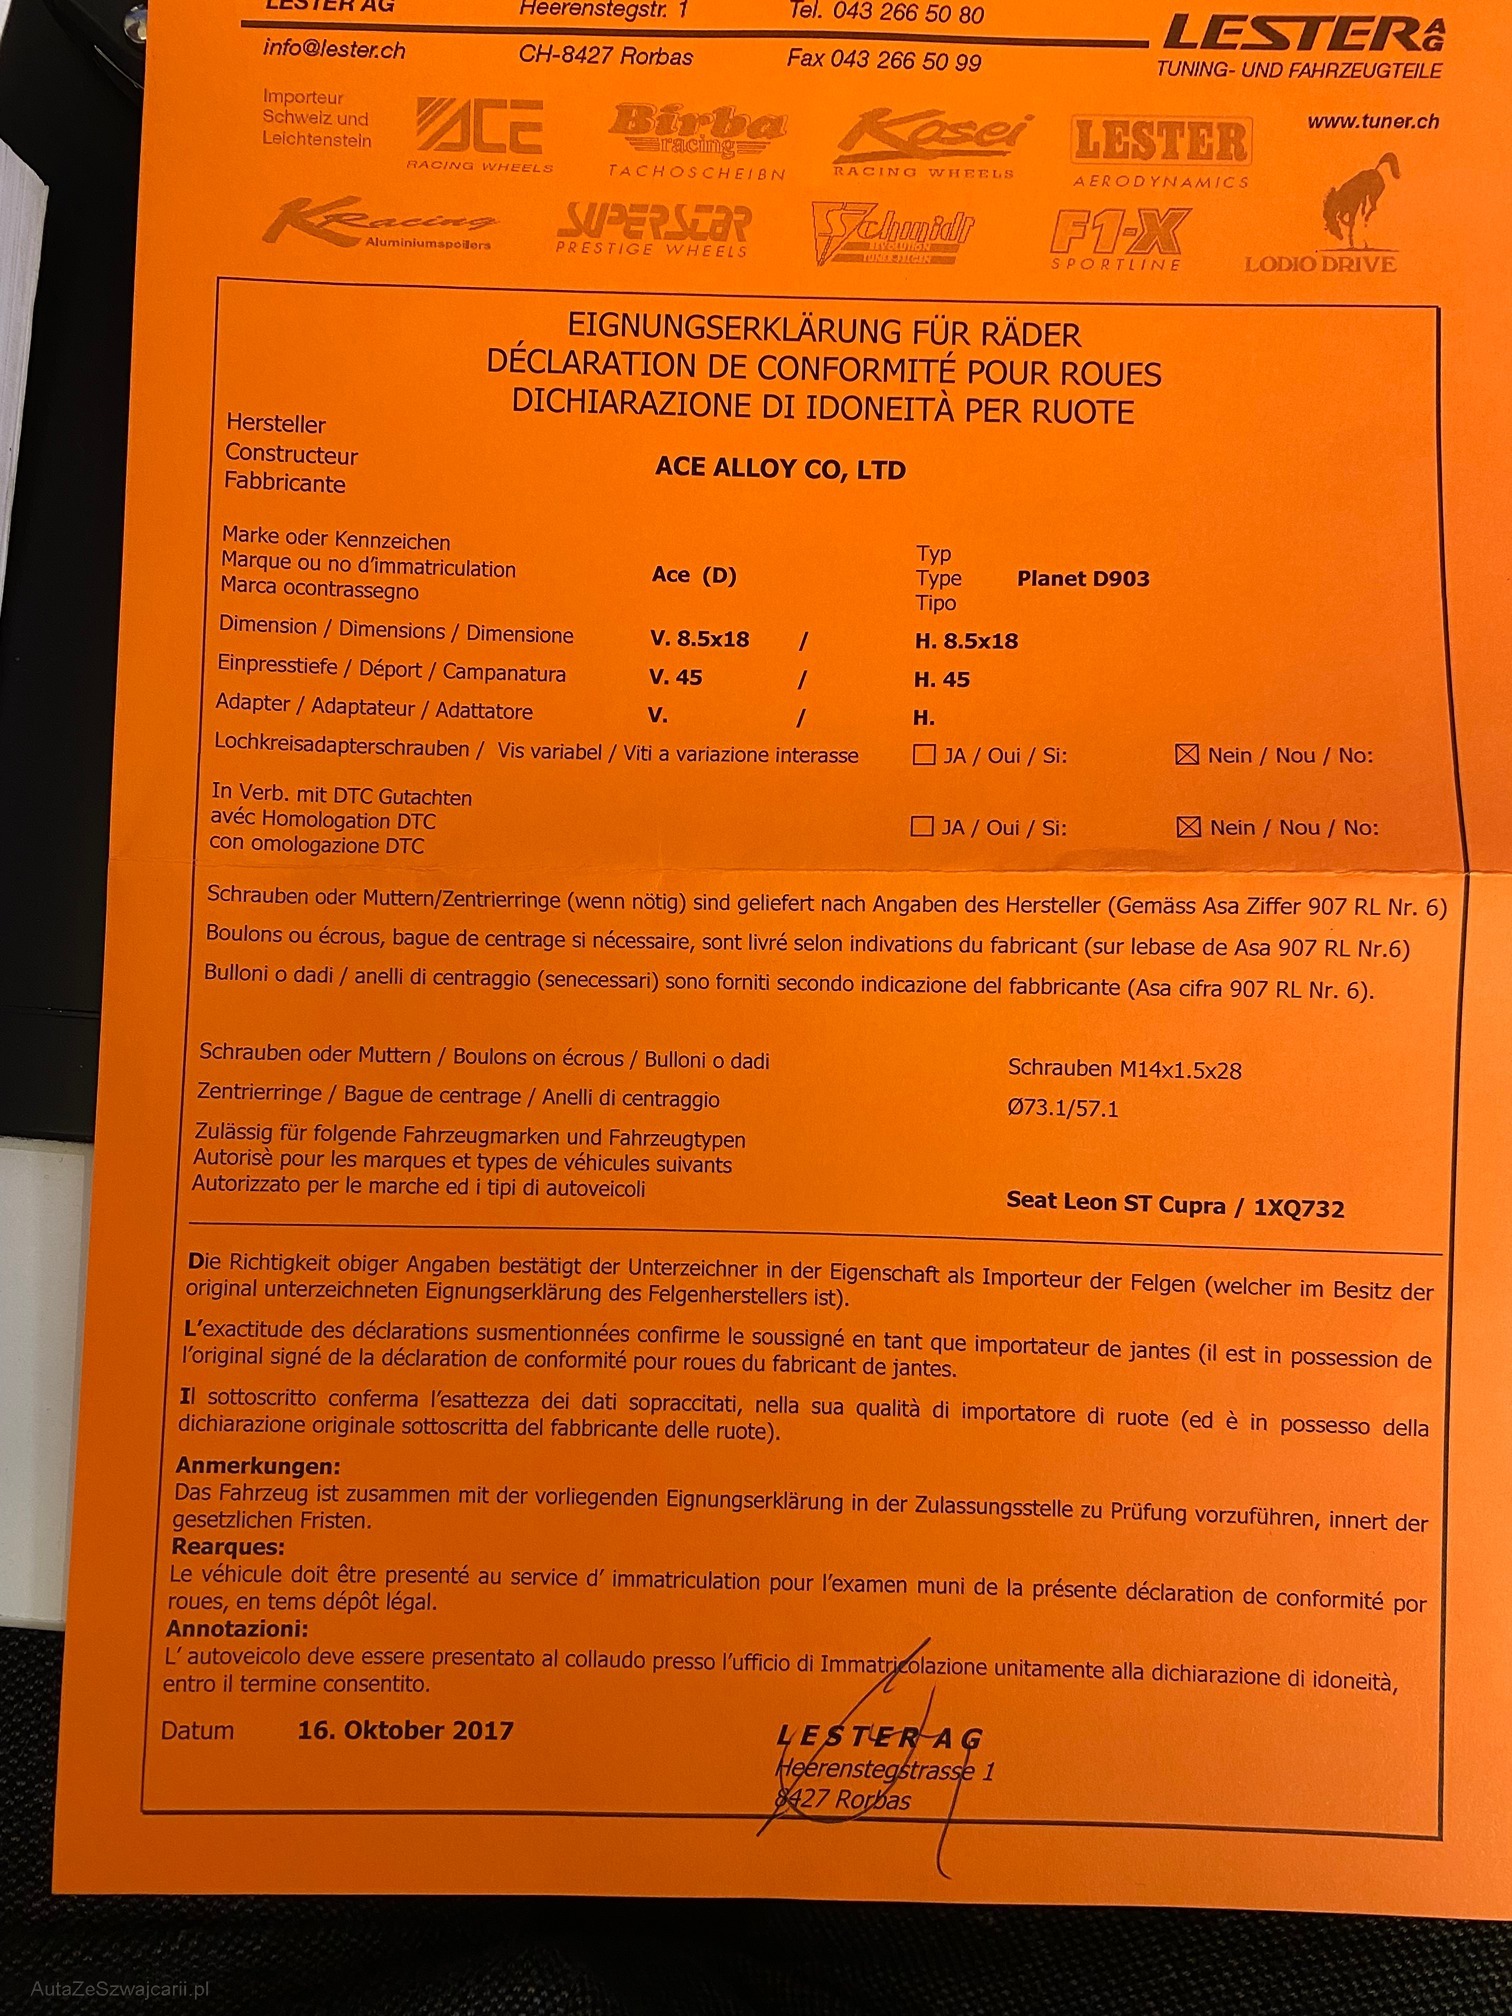 LESTER AG Heerenstegstr. 1 Tel. 043 266 50 80
info@lester.ch CH-8427 Rorbas Fax 043 266 50 99
LESTER AG
TUNING- UND FAHRZEUGTEILE
Importeur
Schweiz und
Leichtenstein
ACE
RACING WHEELS
Birba
racing
TACHOSCHEIBN
Kosei
RACING WHEELS
LESTER
AERODYNAMICS
www.tuner.ch
K Racing
Aluminiumspoilers
SUPERSTAR
PRESTIGE WHEELS
Schmidt
REVOLUTION
TUNER-FELGEN
F1-X
SPORTLINE
LODIO DRIVE
EIGNUNGSERKLÄRUNG FÜR RÄDER
DÉCLARATION DE CONFORMITÉ POUR ROUES
DICHIARAZIONE DI IDONEITÀ PER RUOTE
Hersteller
Constructeur
Fabbricante
ACE ALLOY CO, LTD
Marke oder Kennzeichen
Marque ou no d'immatriculation
Marca ocontrassegno
Ace (D)
Typ
Type
Tipo
Planet D903
Dimension / Dimensions / Dimensione V. 8.5x18 / H. 8.5x18
Einpresstiefe / Déport / Campanatura V. 45 / H. 45
Adapter / Adaptateur / Adattatore V. / H.
Lochkreisadapterschrauben / Vis variabel / Viti a variazione interasse ☐ JA / Oui / Si: ☒ Nein / Nou / No:
In Verb. mit DTC Gutachten
avéc Homologation DTC
con omologazione DTC
☐ JA / Oui / Si: ☒ Nein / Nou / No:
Schrauben oder Muttern/Zentrierringe (wenn nötig) sind geliefert nach Angaben des Hersteller (Gemäss Asa Ziffer 907 RL Nr. 6)
Boulons ou écrous, bague de centrage si nécessaire, sont livré selon indivations du fabricant (sur lebase de Asa 907 RL Nr.6)
Bulloni o dadi / anelli di centraggio (senecessari) sono forniti secondo indicazione del fabbricante (Asa cifra 907 RL Nr. 6).
Schrauben oder Muttern / Boulons on écrous / Bulloni o dadi Schrauben M14x1.5x28
Zentrierringe / Bague de centrage / Anelli di centraggio Ø73.1/57.1
Zulässig für folgende Fahrzeugmarken und Fahrzeugtypen
Autorisè pour les marques et types de véhicules suivants
Autorizzato per le marche ed i tipi di autoveicoli
Seat Leon ST Cupra / 1XQ732
Die Richtigkeit obiger Angaben bestätigt der Unterzeichner in der Eigenschaft als Importeur der Felgen (welcher im Besitz der
original unterzeichneten Eignungserklärung des Felgenherstellers ist).
L'exactitude des déclarations susmentionnées confirme le soussigné en tant que importateur de jantes (il est in possession de
l'original signé de la déclaration de conformité pour roues du fabricant de jantes.
Il sottoscritto conferma l'esattezza dei dati sopraccitati, nella sua qualità di importatore di ruote (ed è in possesso della
dichiarazione originale sottoscritta del fabbricante delle ruote).
Anmerkungen:
Das Fahrzeug ist zusammen mit der vorliegenden Eignungserklärung in der Zulassungsstelle zu Prüfung vorzuführen, innert der
gesetzlichen Fristen.
Rearques:
Le véhicule doit être presenté au service d' immatriculation pour l'examen muni de la présente déclaration de conformité por
roues, en tems dépôt légal.
Annotazioni:
L' autoveicolo deve essere presentato al collaudo presso l'ufficio di Immatricolazione unitamente alla dichiarazione di idoneità,
entro il termine consentito.
Datum 16. Oktober 2017
LESTER AG
Heerenstegstrasse 1
8427 Rorbas
AutaZeSzwajcarii.pl